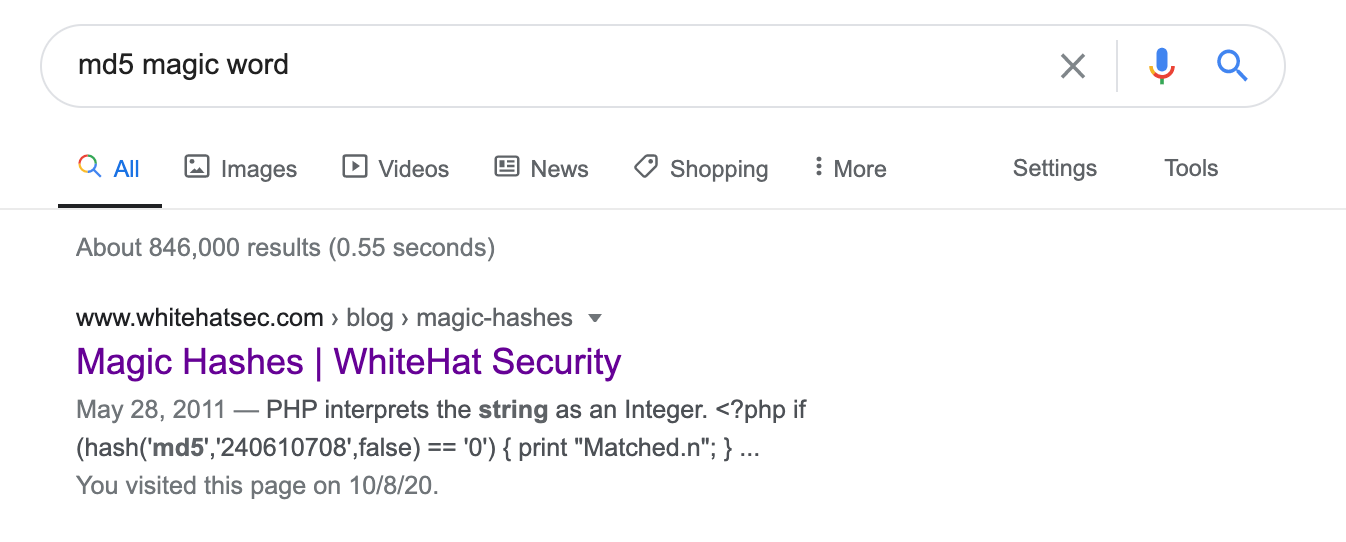 md5 magic word
All Images Videos News Shopping More Settings Tools
About 846,000 results (0.55 seconds)
www.whitehatsec.com › blog › magic-hashes
Magic Hashes | WhiteHat Security
May 28, 2011 — PHP interprets the string as an Integer. <?php if
(hash('md5','240610708',false) == '0') { print "Matched.n"; } ...
You visited this page on 10/8/20.